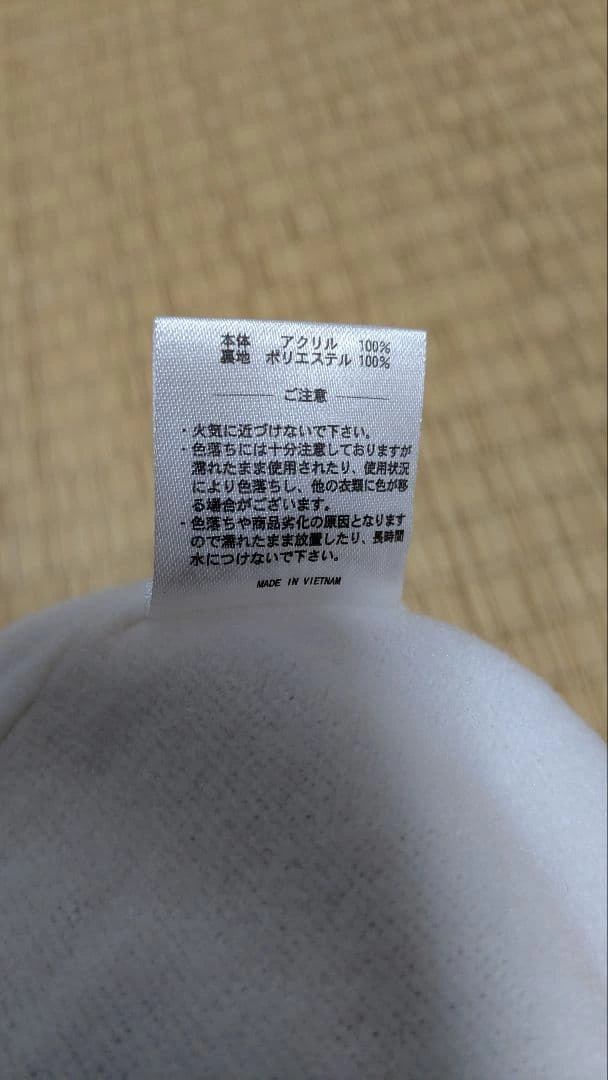 本体 アクリル 100%
裏地 ポリエステル 100%
ご注意
・火気に近づけないで下さい。
・色落ちには十分注意しておりますが
濡れたまま使用されたり、使用状況
により色落ちし、他の衣類に色が移
る場合がございます。
・色落ちや商品劣化の原因となります
ので濡れたまま放置したり、長時間
水につけないで下さい。
MADE IN VIETNAM